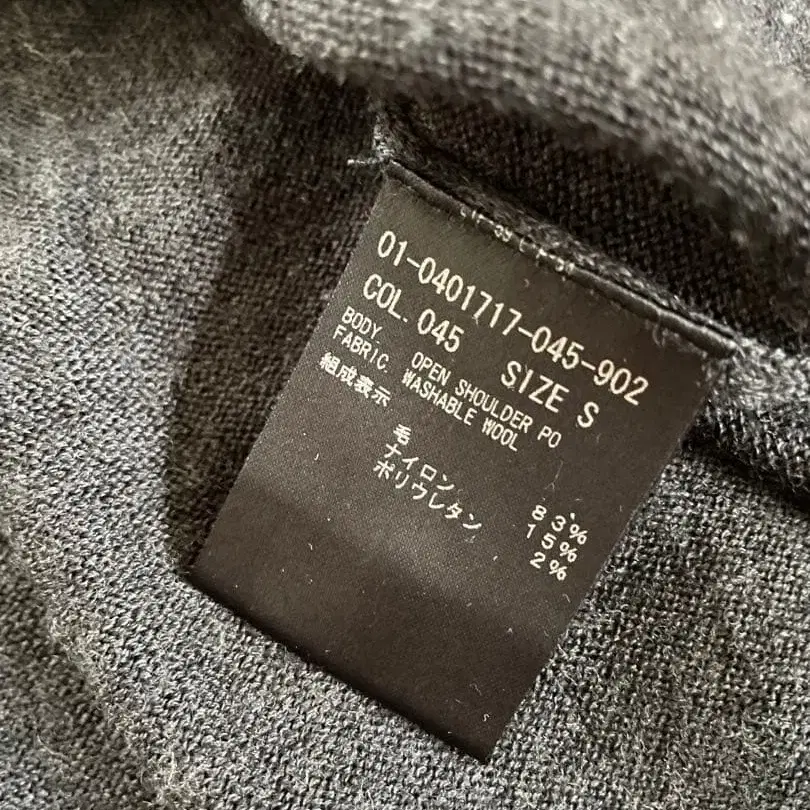 01-0401717-045-902
COL. 045 SIZE S
BODY OPEN SHOULDER PO
FABRIC. WASHABLE WOOL
組成表示
毛 83%
ナイロン 15%
ポリウレタン 2%